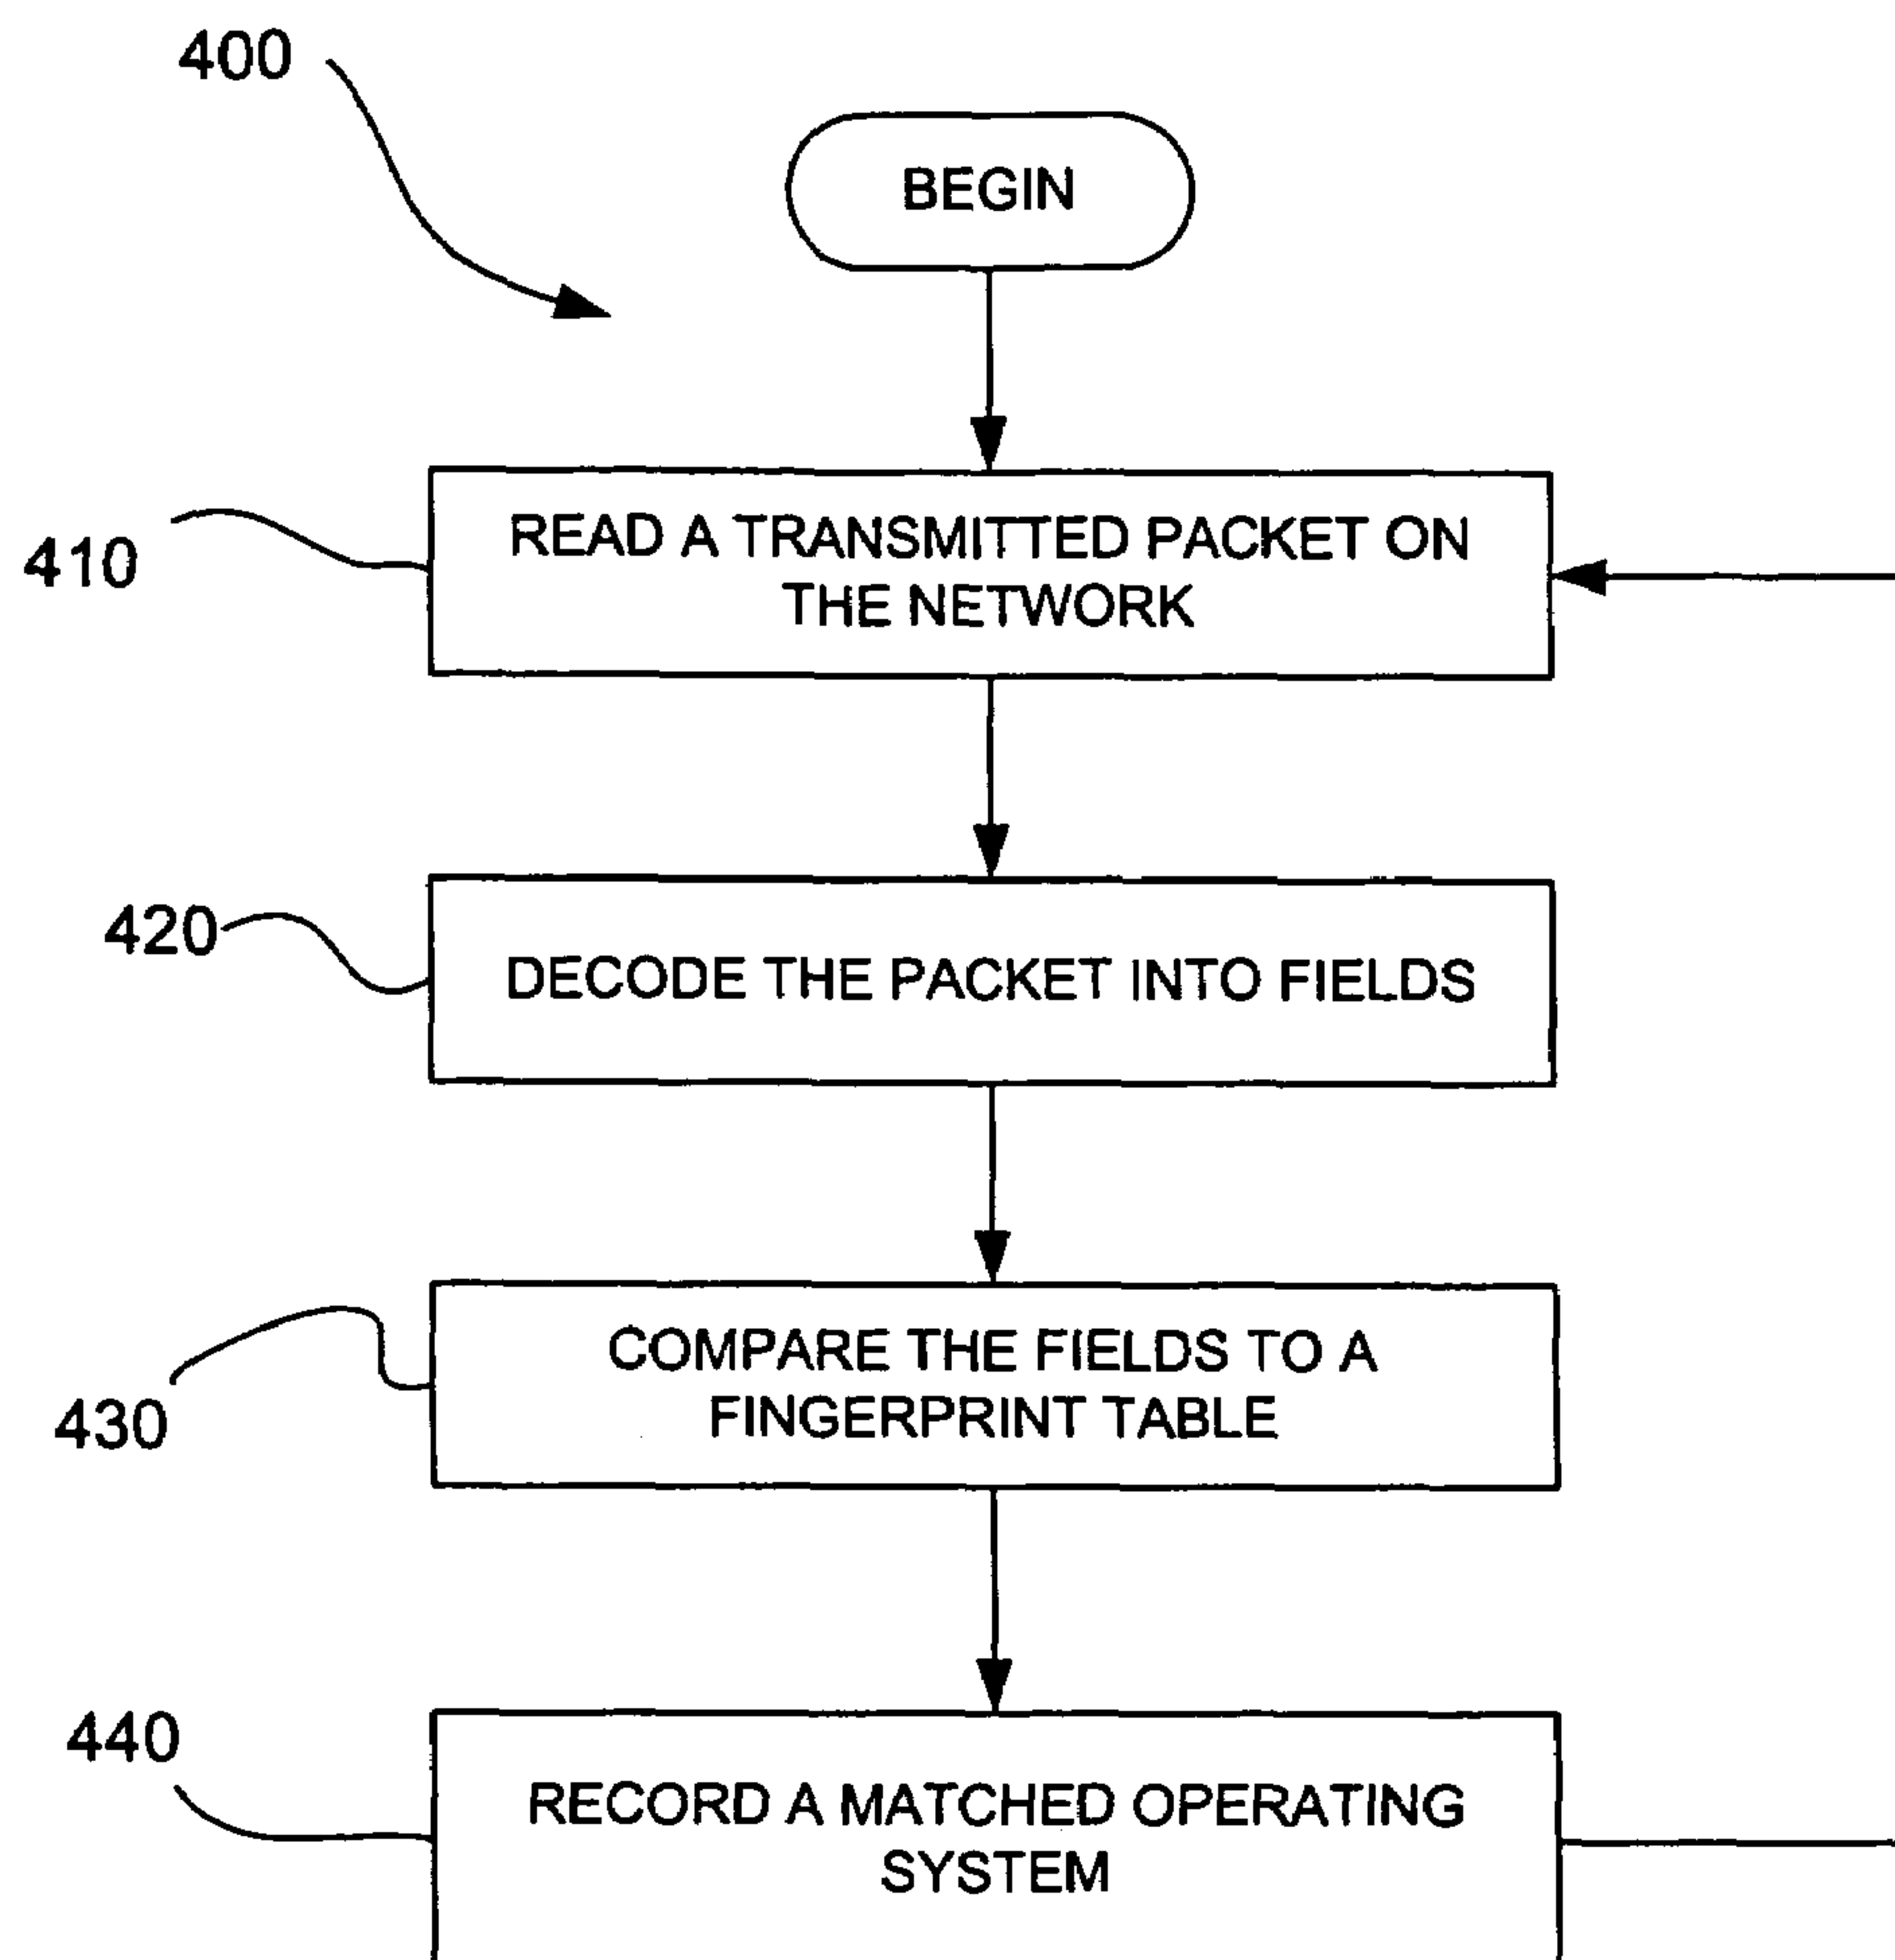 400
BEGIN
410
READ A TRANSMITTED PACKET ON
THE NETWORK
420
DECODE THE PACKET INTO FIELDS
430
COMPARE THE FIELDS TO A
FINGERPRINT TABLE
440
RECORD A MATCHED OPERATING
SYSTEM